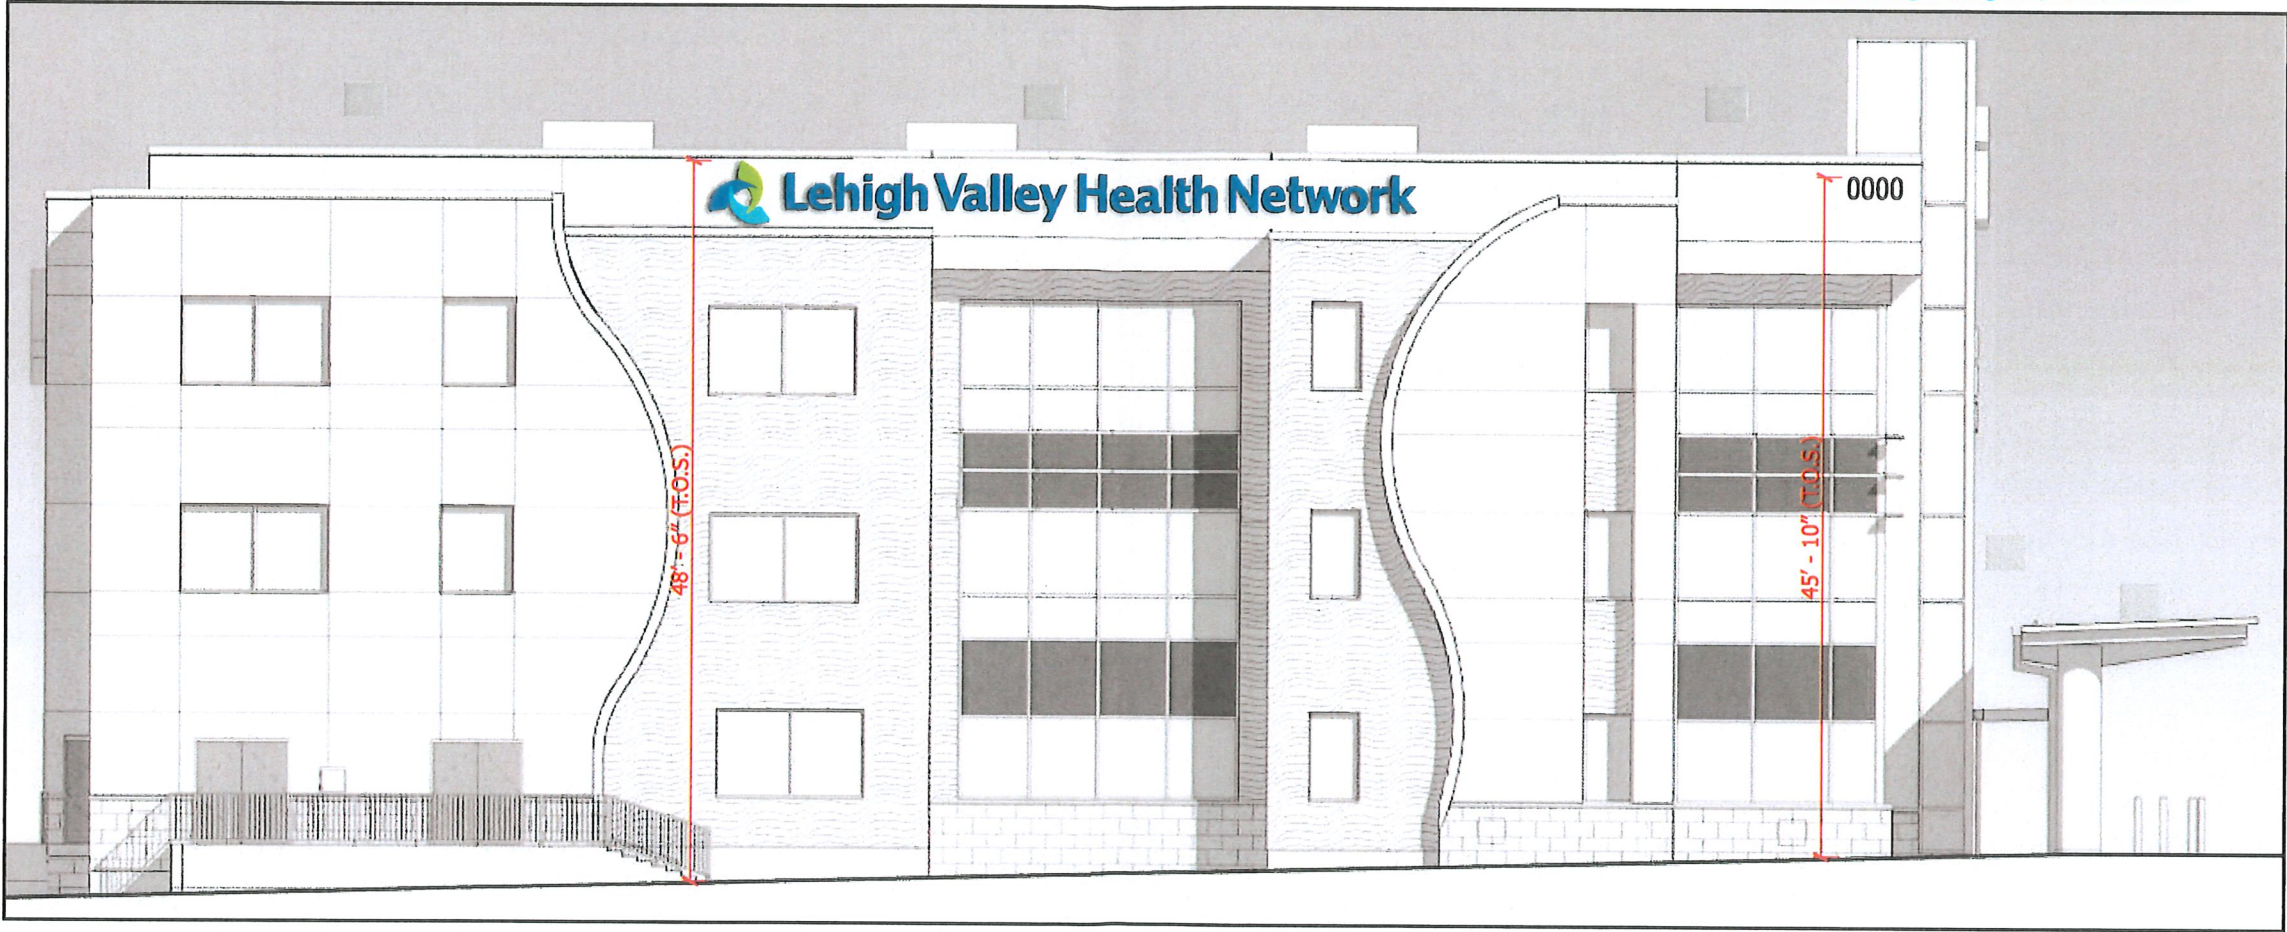 Lehigh Valley Health Network
0000
48' - 6" (T.O.S.)
45' - 10" (T.O.S.)